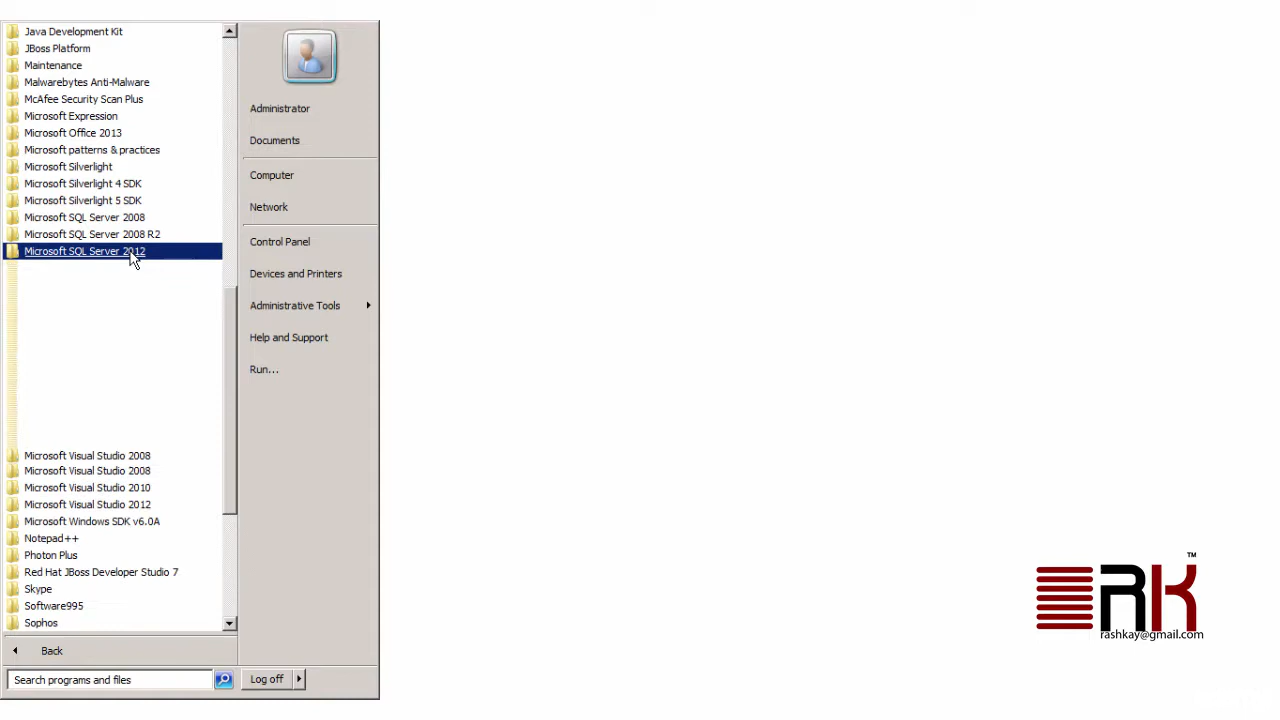 Java Development Kit
JBoss Platform
Maintenance
Malwarebytes Anti-Malware
McAfee Security Scan Plus
Microsoft Expression
Microsoft Office 2013
Microsoft patterns & practices
Microsoft Silverlight
Microsoft Silverlight 4 SDK
Microsoft Silverlight 5 SDK
Microsoft SQL Server 2008
Microsoft SQL Server 2008 R2
Microsoft SQL Server 2012
Microsoft Visual Studio 2008
Microsoft Visual Studio 2008
Microsoft Visual Studio 2010
Microsoft Visual Studio 2012
Microsoft Windows SDK v6.0A
Notepad++
Photon Plus
Red Hat JBoss Developer Studio 7
Skype
Software995
Sophos
Back
Search programs and files
Administrator
Documents
Computer
Network
Control Panel
Devices and Printers
Administrative Tools
Help and Support
Run...
Log off
RK™
rashkay@gmail.com